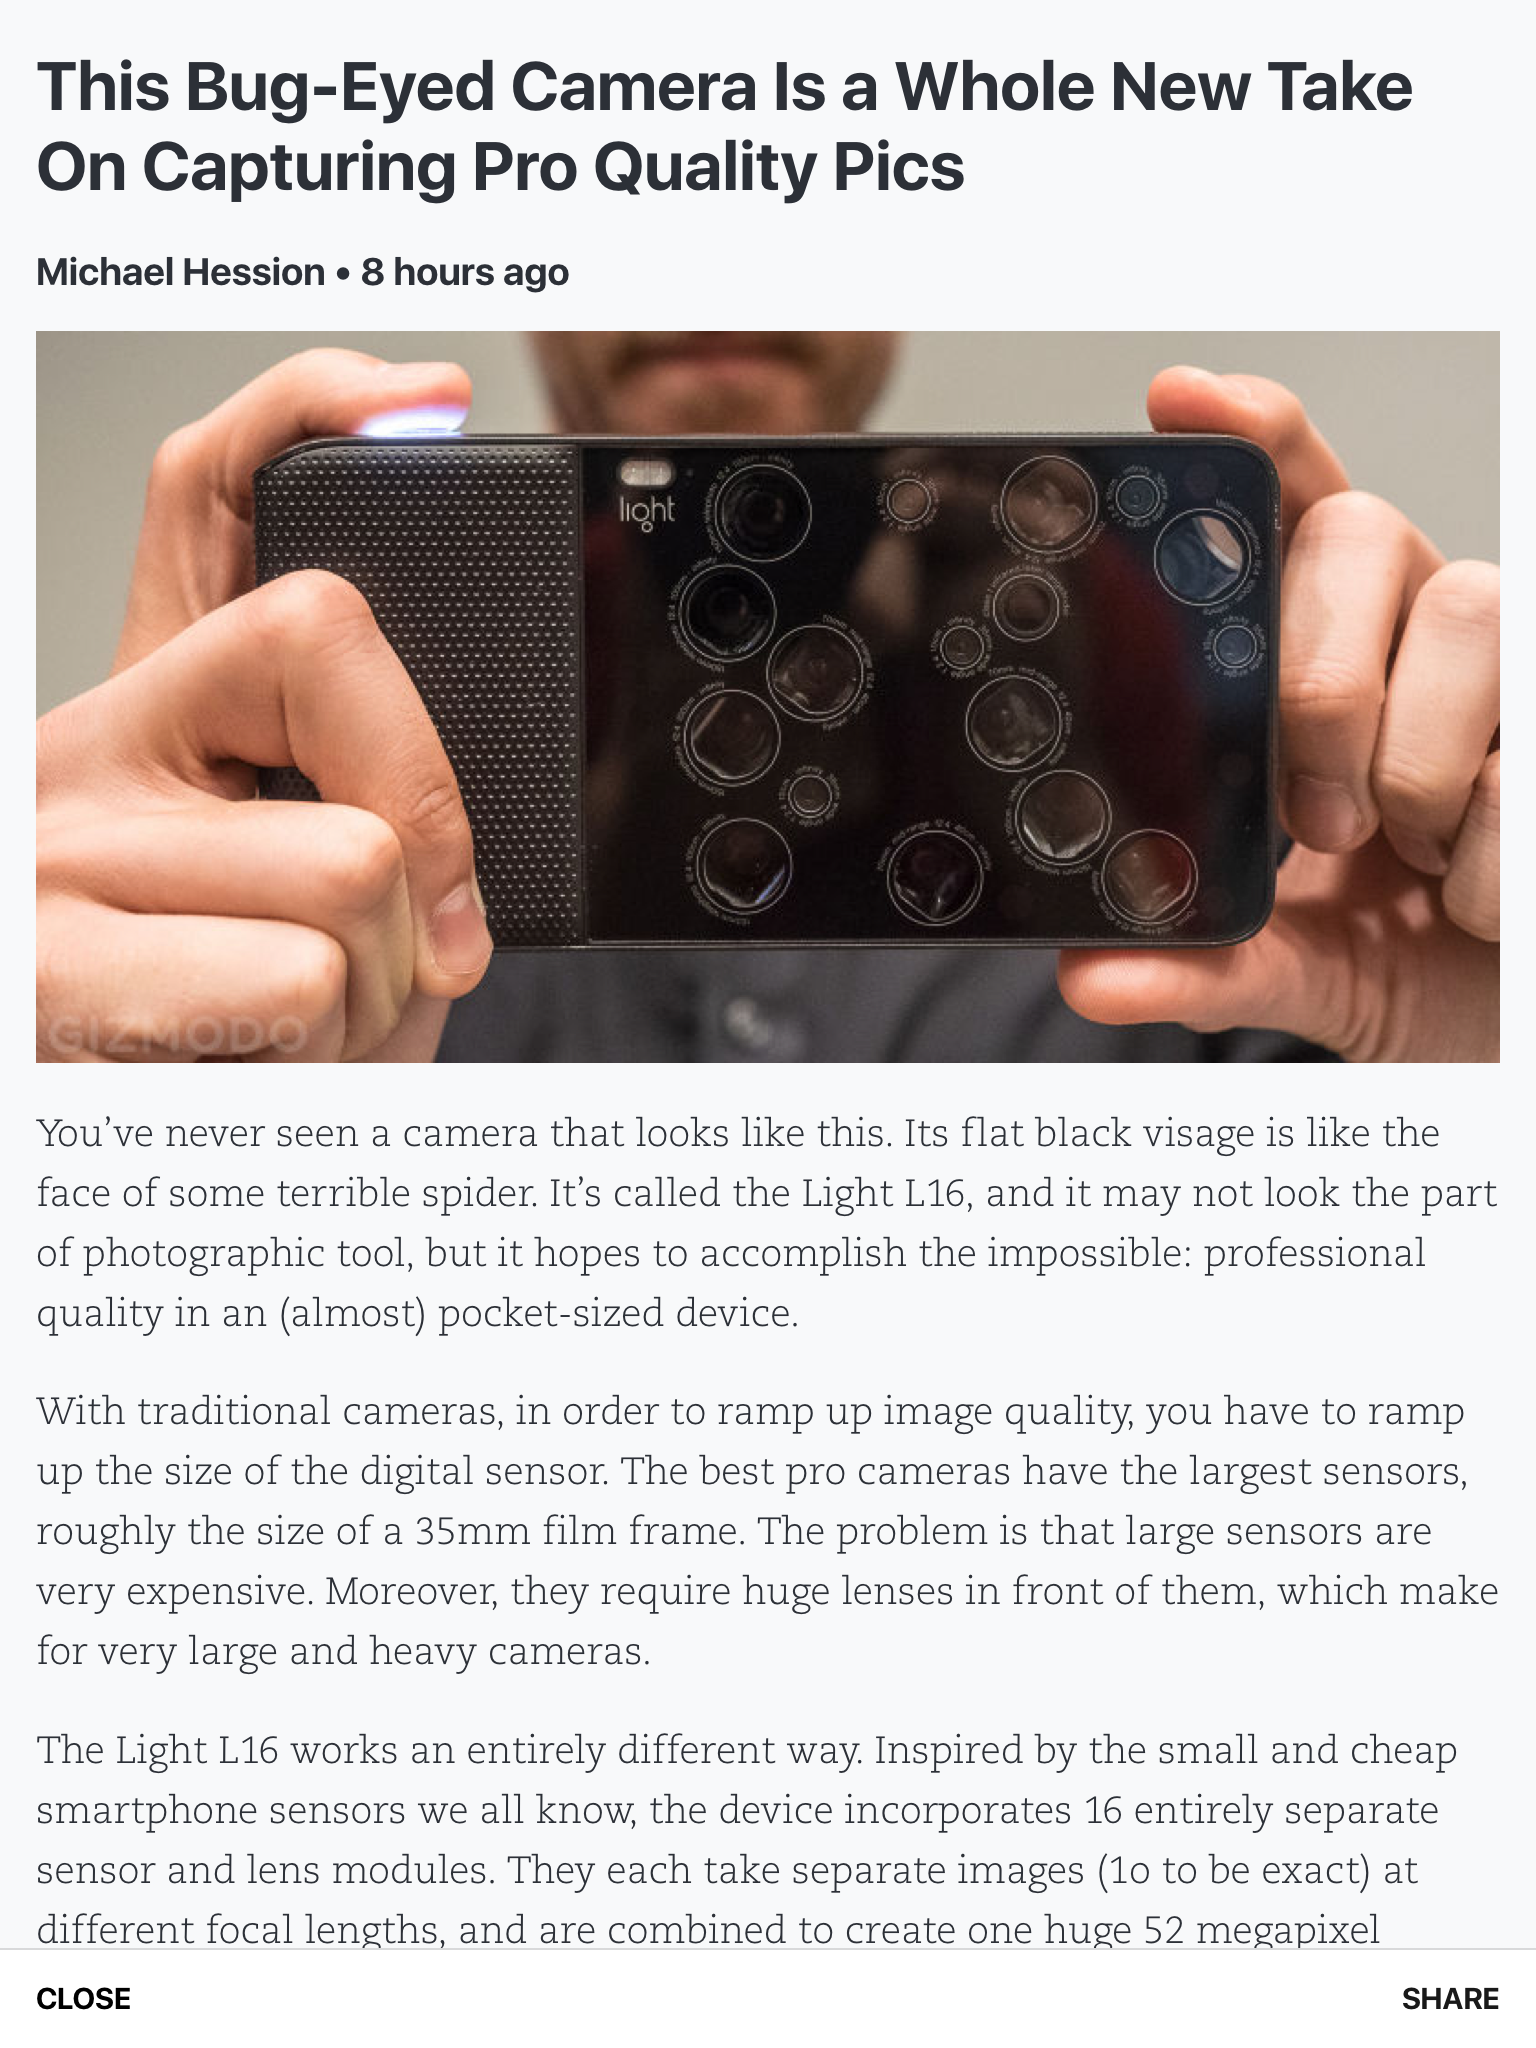 This Bug-Eyed Camera Is a Whole New Take
On Capturing Pro Quality Pics
Michael Hession • 8 hours ago
light
GIZMODO
You’ve never seen a camera that looks like this. Its flat black visage is like the
face of some terrible spider. It’s called the Light L16, and it may not look the part
of photographic tool, but it hopes to accomplish the impossible: professional
quality in an (almost) pocket-sized device.
With traditional cameras, in order to ramp up image quality, you have to ramp
up the size of the digital sensor. The best pro cameras have the largest sensors,
roughly the size of a 35mm film frame. The problem is that large sensors are
very expensive. Moreover, they require huge lenses in front of them, which make
for very large and heavy cameras.
The Light L16 works an entirely different way. Inspired by the small and cheap
smartphone sensors we all know, the device incorporates 16 entirely separate
sensor and lens modules. They each take separate images (1o to be exact) at
different focal lengths, and are combined to create one huge 52 megapixel
CLOSE
SHARE